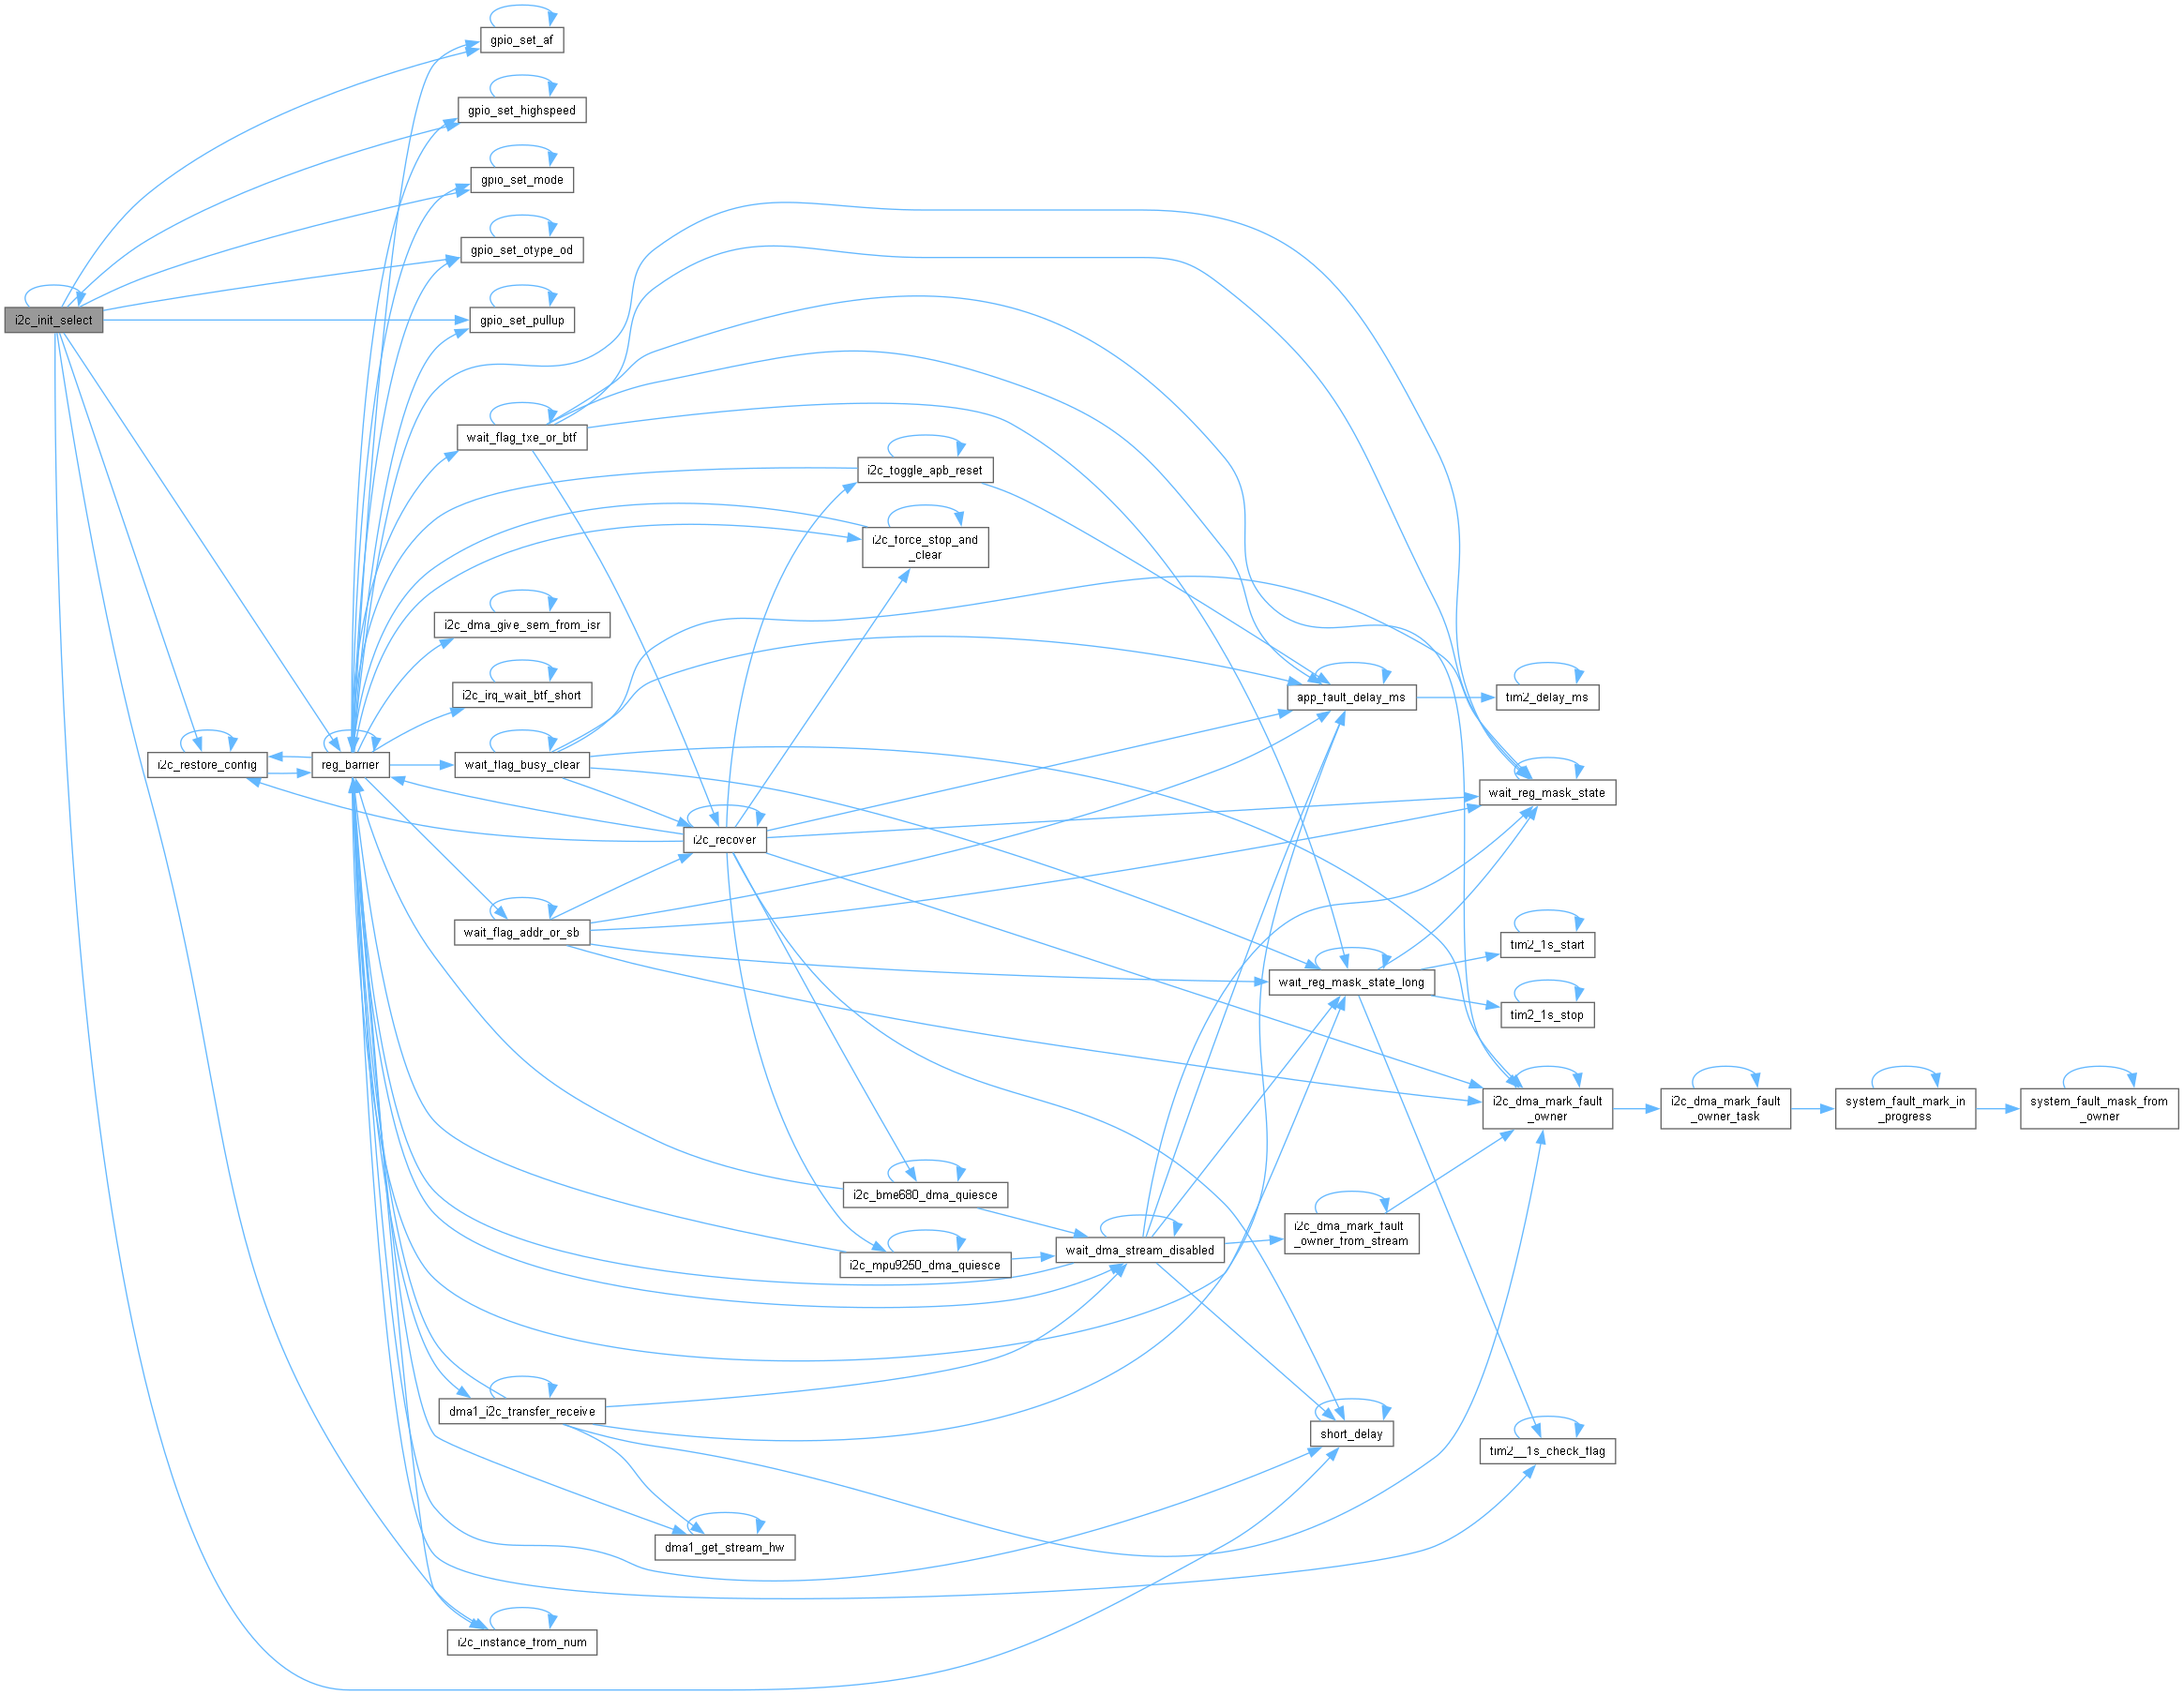 gpio_set_af
gpio_set_highspeed
gpio_set_mode
gpio_set_otype_od
gpio_set_pullup
i2c_init_select
wait_flag_txe_or_btf
i2c_toggle_apb_reset
i2c_force_stop_and
_clear
i2c_dma_give_sem_from_isr
i2c_irq_wait_btf_short
app_fault_delay_ms
tim2_delay_ms
i2c_restore_config
reg_barrier
wait_flag_busy_clear
wait_reg_mask_state
i2c_recover
wait_flag_addr_or_sb
tim2_1s_start
wait_reg_mask_state_long
tim2_1s_stop
i2c_dma_mark_fault
_owner
i2c_dma_mark_fault
_owner_task
system_fault_mark_in
_progress
system_fault_mask_from
_owner
i2c_bme680_dma_quiesce
i2c_dma_mark_fault
_owner_from_stream
wait_dma_stream_disabled
i2c_mpu9250_dma_quiesce
dma1_i2c_transfer_receive
short_delay
tim2__1s_check_flag
dma1_get_stream_hw
i2c_instance_from_num